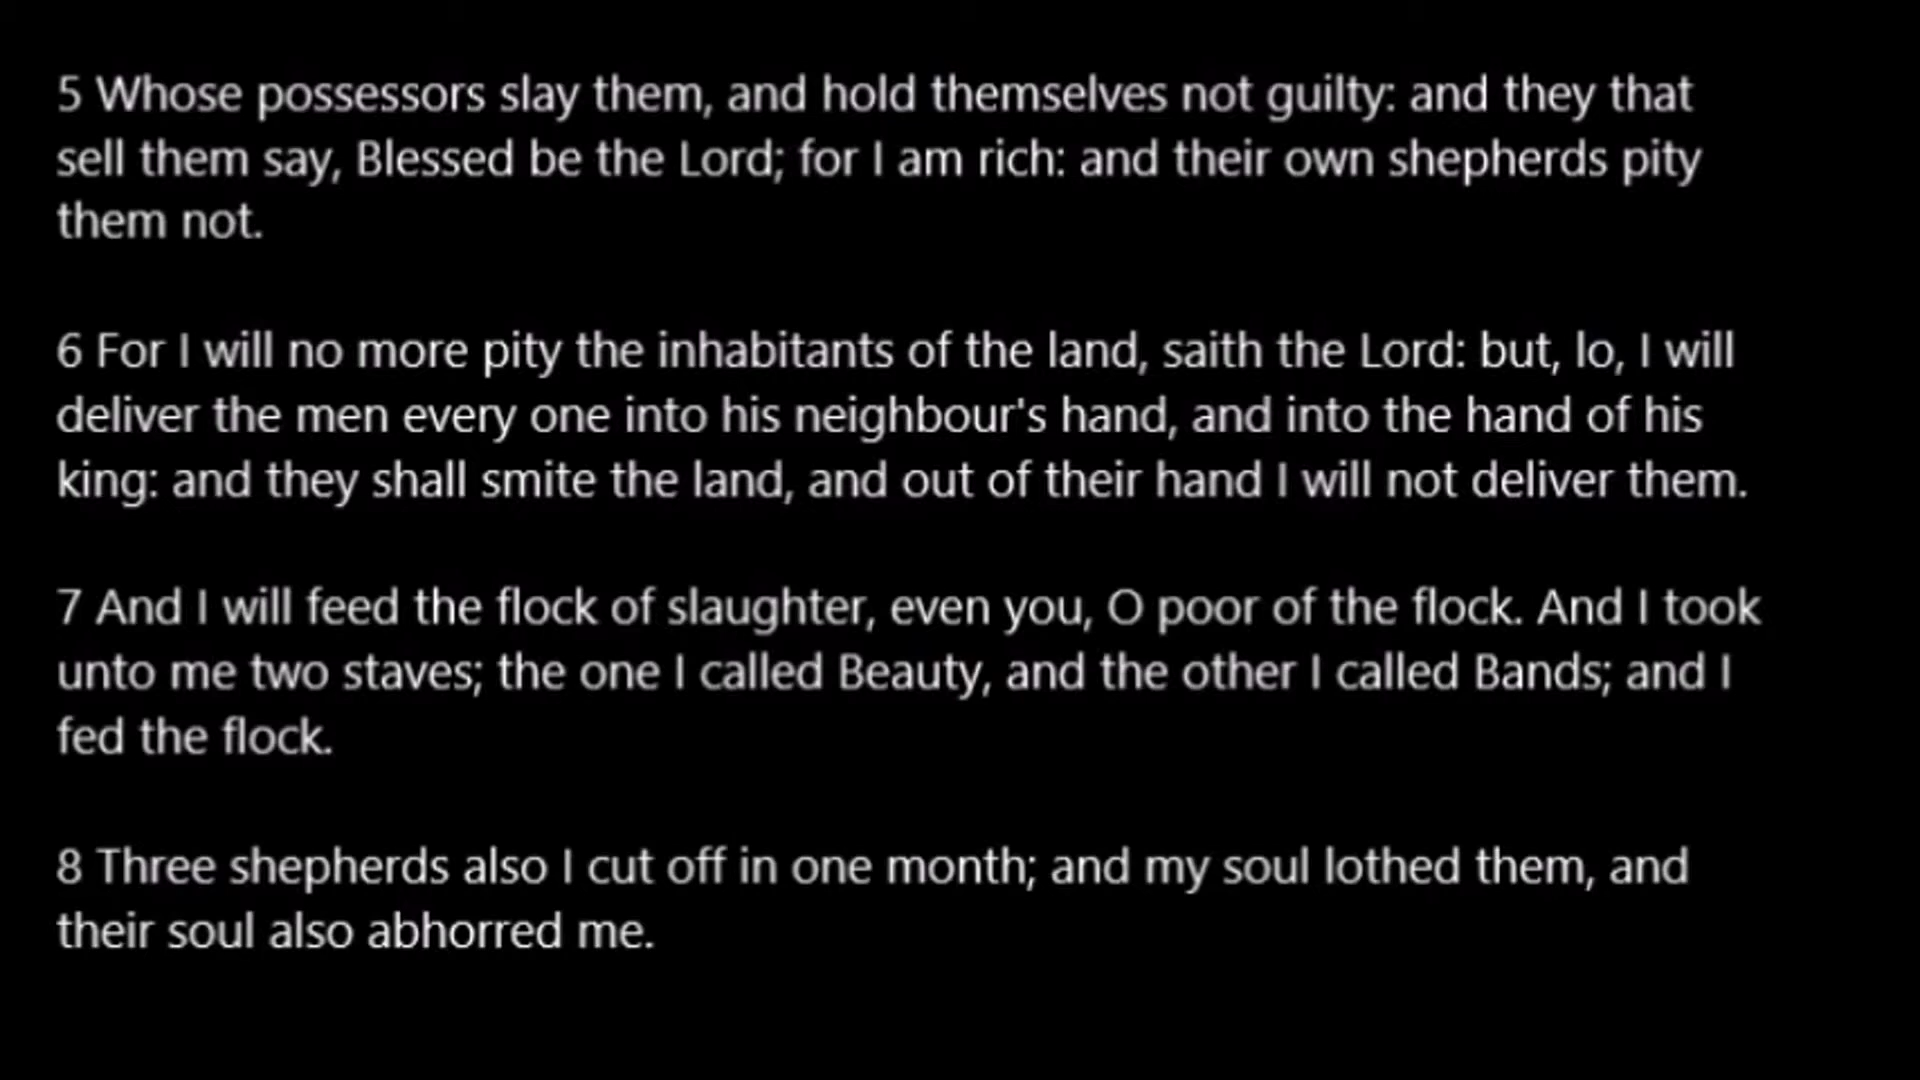 5 Whose possessors slay them, and hold themselves not guilty: and they that
sell them say, Blessed be the Lord; for I am rich: and their own shepherds pity
them not.
6 For I will no more pity the inhabitants of the land, saith the Lord: but, lo, I will
deliver the men every one into his neighbour's hand, and into the hand of his
king: and they shall smite the land, and out of their hand I will not deliver them.
7 And I will feed the flock of slaughter, even you, O poor of the flock. And I took
unto me two staves; the one I called Beauty, and the other I called Bands; and I
fed the flock.
8 Three shepherds also I cut off in one month; and my soul lothed them, and
their soul also abhorred me.